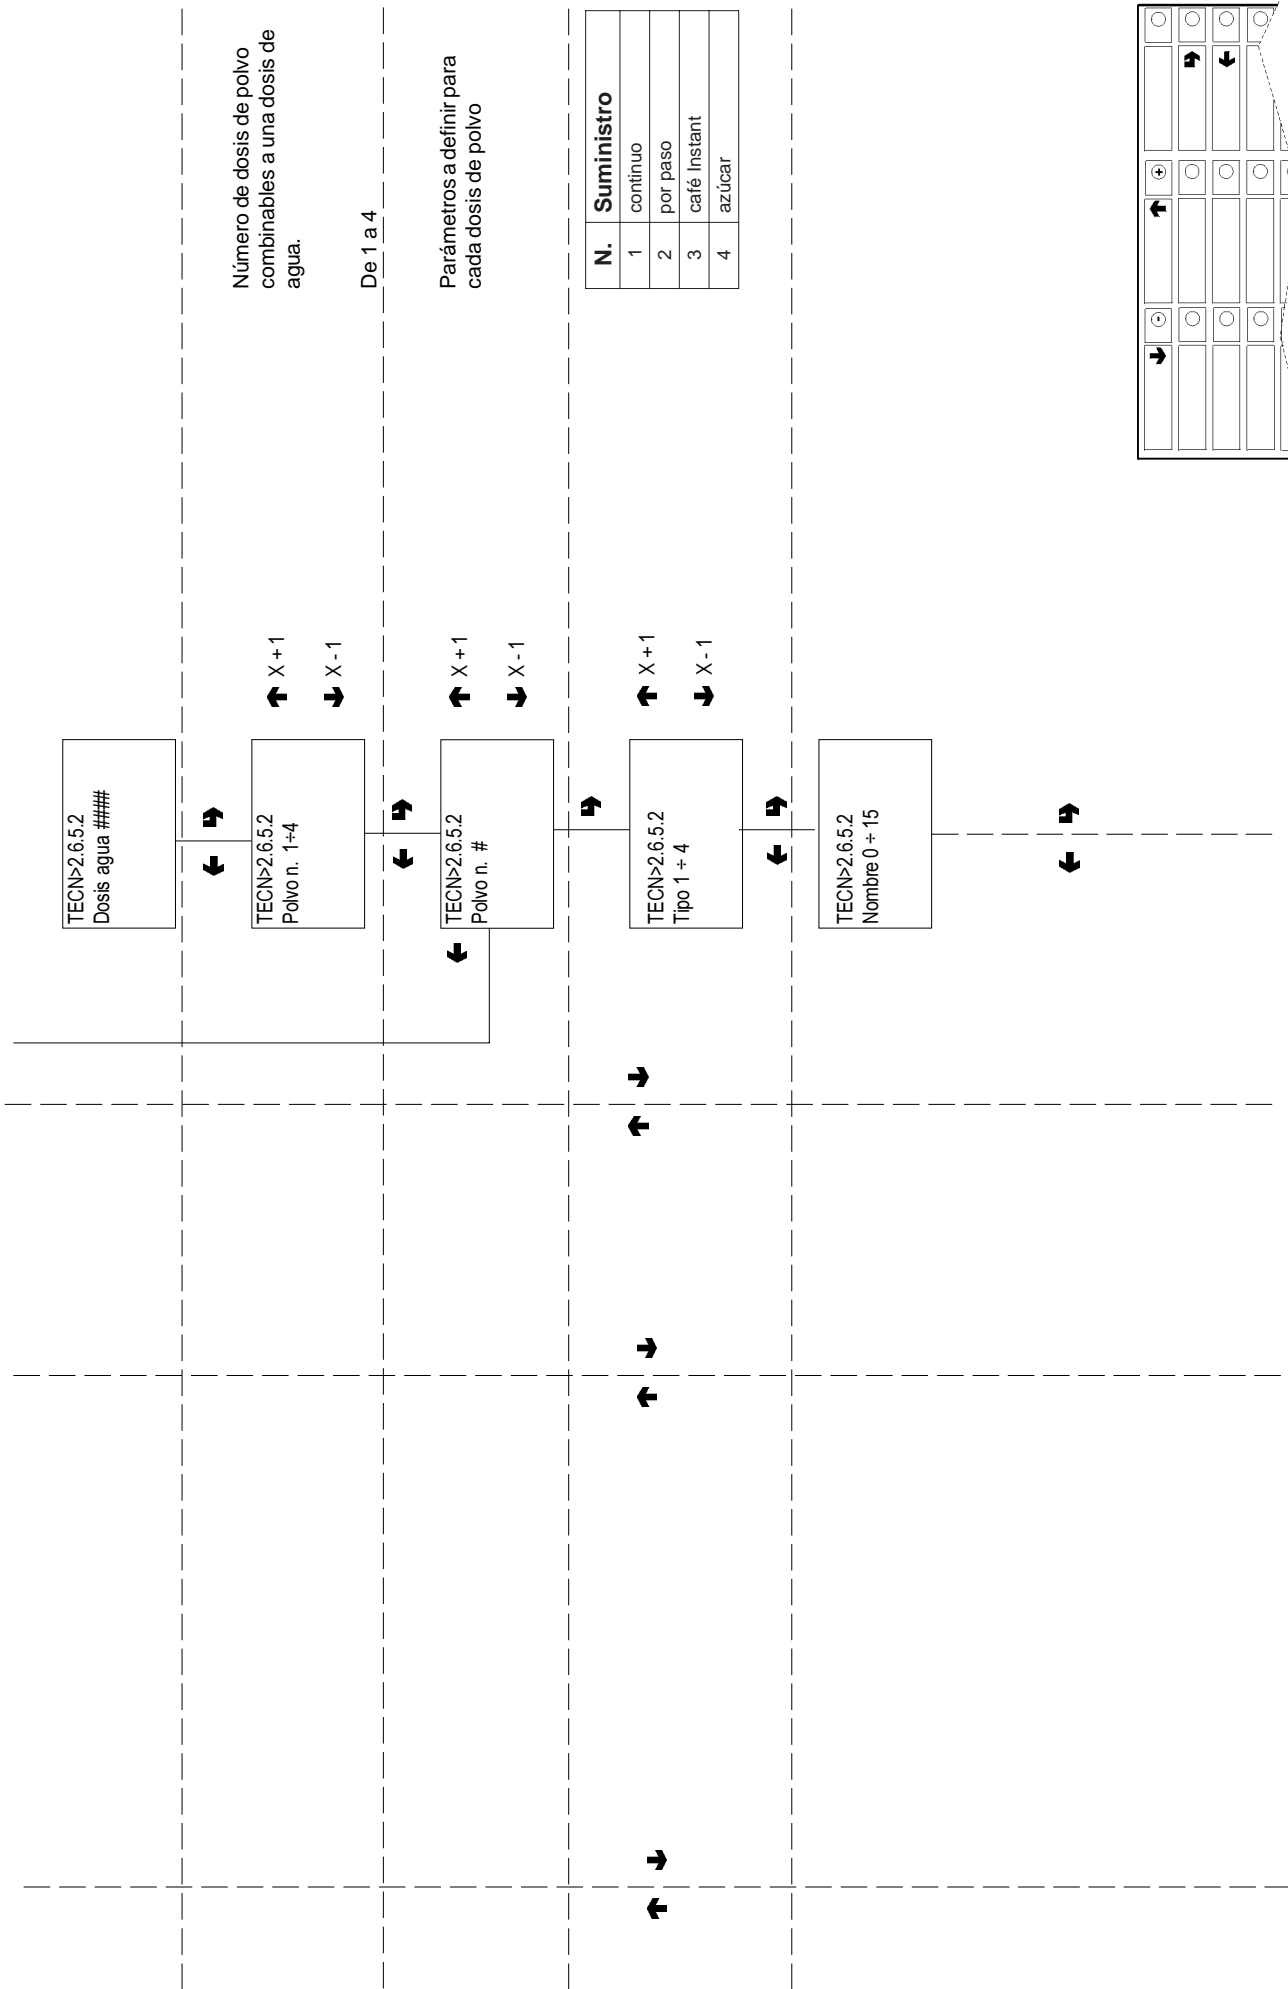 TECN>2.6.5.2
Dosis agua ####
TECN>2.6.5.2
Polvo n. 1÷4
X + 1
X - 1
Número de dosis de polvo
combinables a una dosis de
agua.
De 1 a 4
TECN>2.6.5.2
Polvo n. #
X + 1
X - 1
Parámetros a definir para
cada dosis de polvo
TECN>2.6.5.2
Tipo 1 ÷ 4
X + 1
X - 1
N. Suministro
1 continuo
2 por paso
3 café Instant
4 azúcar
TECN>2.6.5.2
Nombre 0 ÷ 15
- +